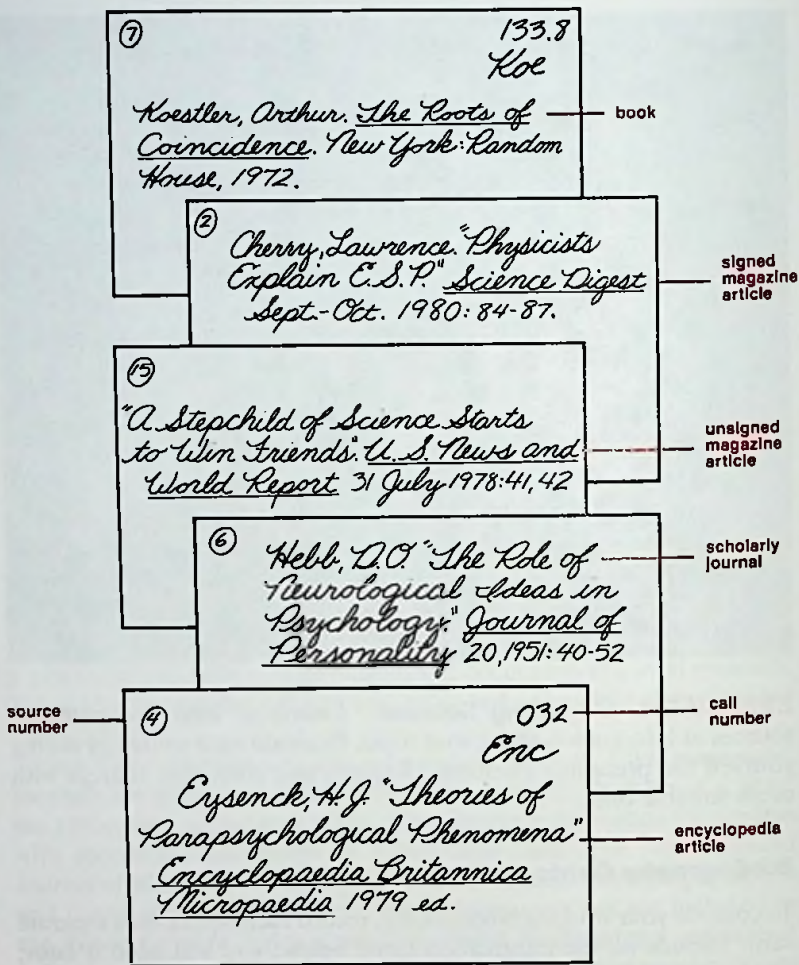 7
133.8
Koe
Koestler, Arthur. The Roots of
Coincidence. New York: Random
House, 1972.
book
2
Cherry, Lawrence. "Physicists
Explain E.S.P." Science Digest
Sept.-Oct. 1980: 84-87.
signed
magazine
article
15
"A Stepchild of Science Starts
to Win Friends". U.S. News and
World Report 31 July 1978:41,42
unsigned
magazine
article
6
Hebb, D.O. "The Role of
Neurological Ideas in
Psychology." Journal of
Personality 20,1951:40-52
scholarly
journal
source
number
4
032
Enc
call
number
Eysenck, H.J. "Theories of
Parapsychological Phenomena"
Encyclopaedia Britannica
Micropaedia 1979 ed.
encyclopedia
article